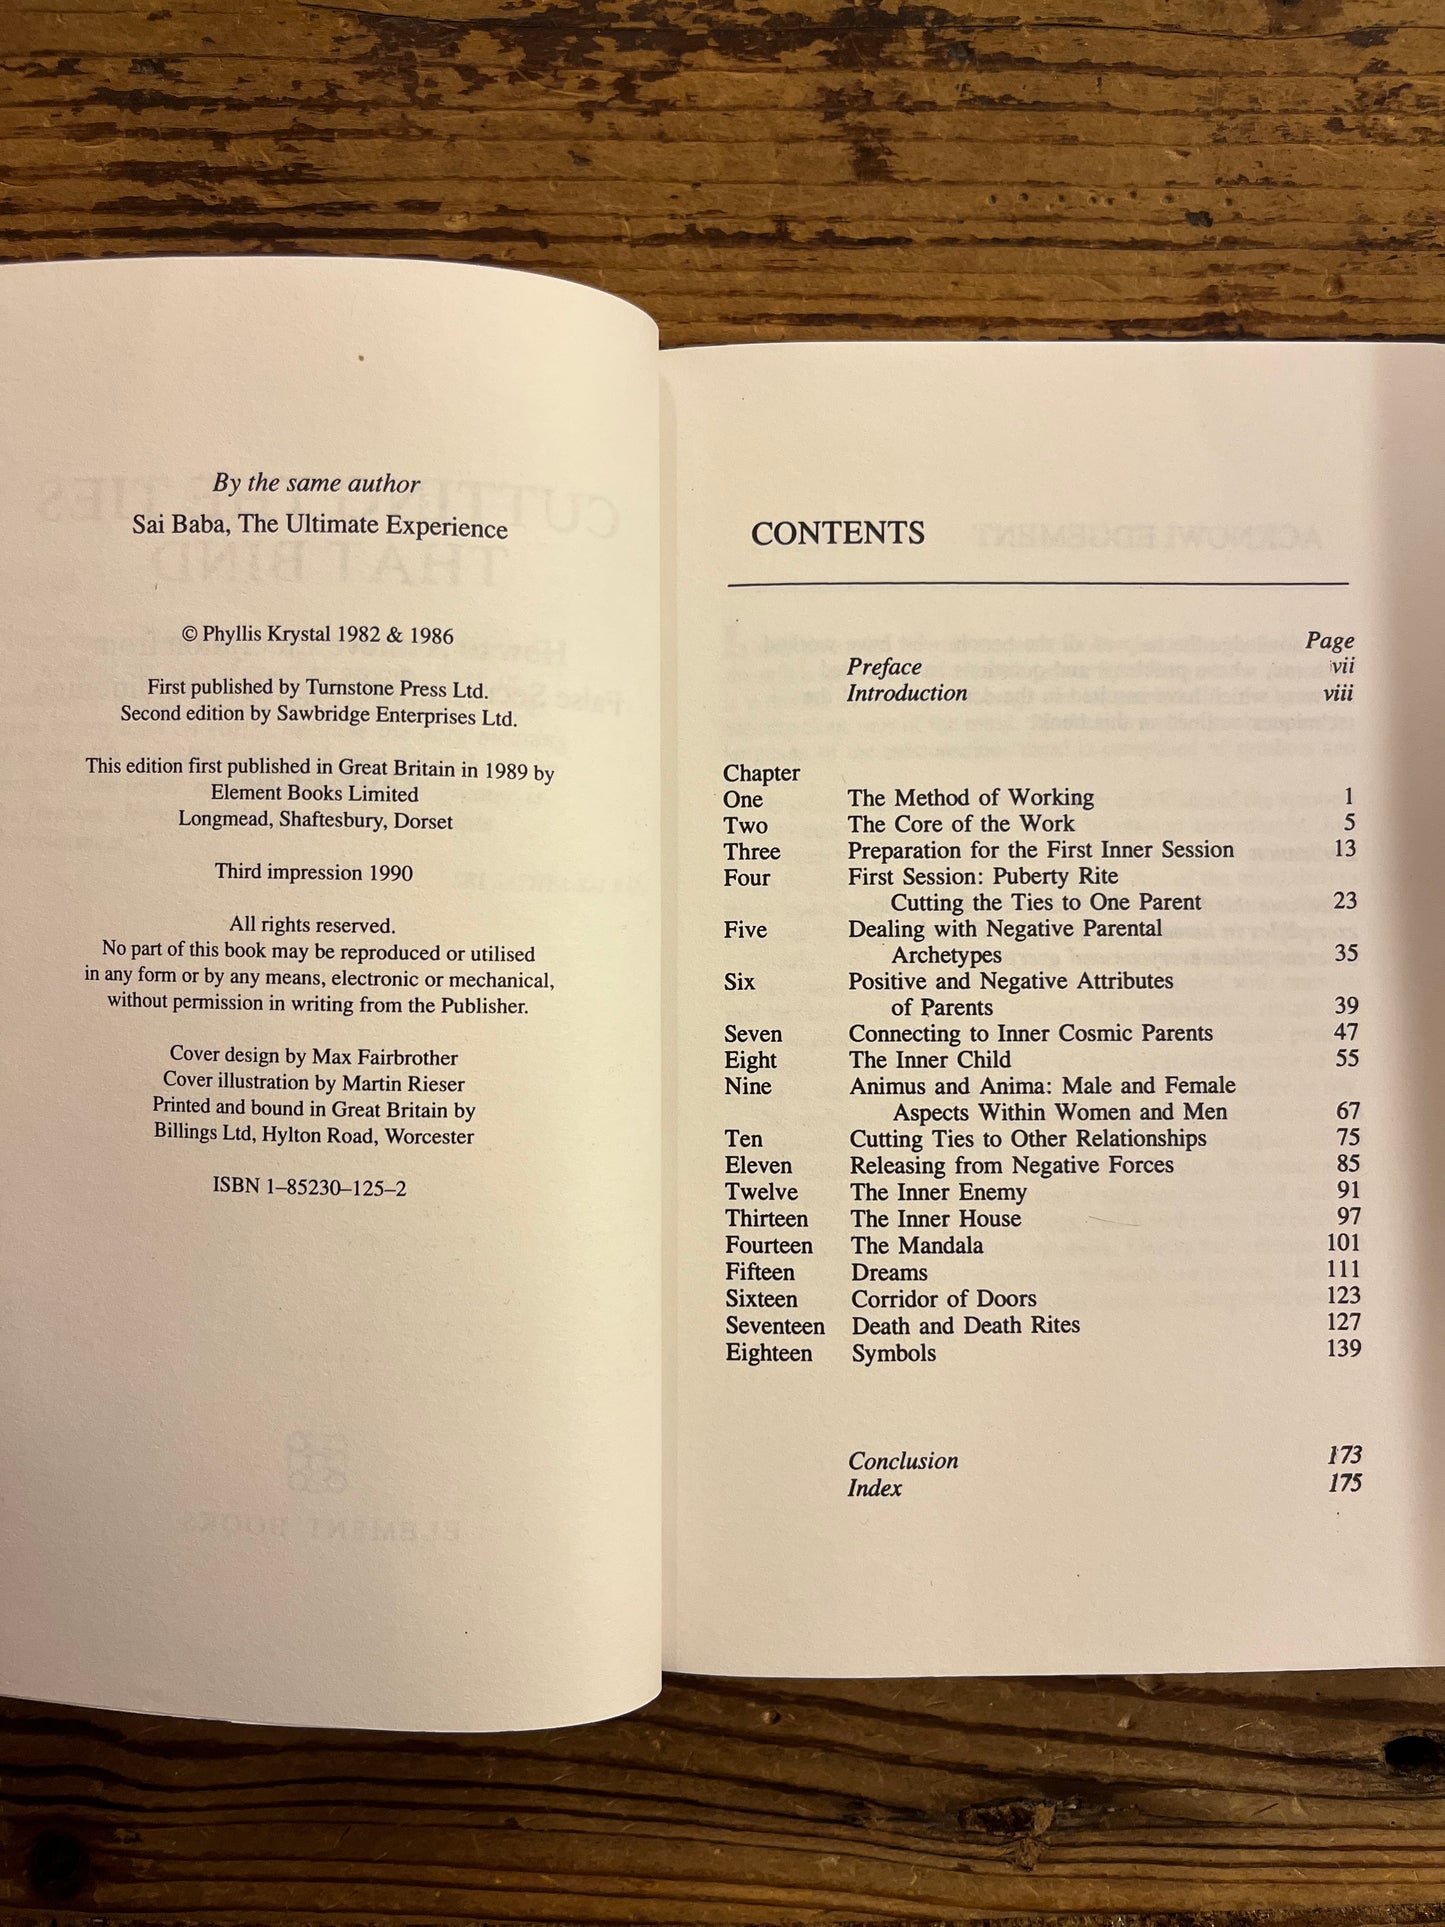 By the same author
Sai Baba, The Ultimate Experience
© Phyllis Krystal 1982 & 1986
First published by Turnstone Press Ltd.
Second edition by Sawbridge Enterprises Ltd.
This edition first published in Great Britain in 1989 by
Element Books Limited
Longmead, Shaftesbury, Dorset
Third impression 1990
All rights reserved.
No part of this book may be reproduced or utilised
in any form or by any means, electronic or mechanical,
without permission in writing from the Publisher.
Cover design by Max Fairbrother
Cover illustration by Martin Rieser
Printed and bound in Great Britain by
Billings Ltd, Hylton Road, Worcester
ISBN 1–85230–125–2
CONTENTS
Page
Preface vii
Introduction viii
Chapter
One The Method of Working 1
Two The Core of the Work 5
Three Preparation for the First Inner Session 13
Four First Session: Puberty Rite
Cutting the Ties to One Parent 23
Five Dealing with Negative Parental
Archetypes 35
Six Positive and Negative Attributes
of Parents 39
Seven Connecting to Inner Cosmic Parents 47
Eight The Inner Child 55
Nine Animus and Anima: Male and Female
Aspects Within Women and Men 67
Ten Cutting Ties to Other Relationships 75
Eleven Releasing from Negative Forces 85
Twelve The Inner Enemy 91
Thirteen The Inner House 97
Fourteen The Mandala 101
Fifteen Dreams 111
Sixteen Corridor of Doors 123
Seventeen Death and Death Rites 127
Eighteen Symbols 139
Conclusion 173
Index 175